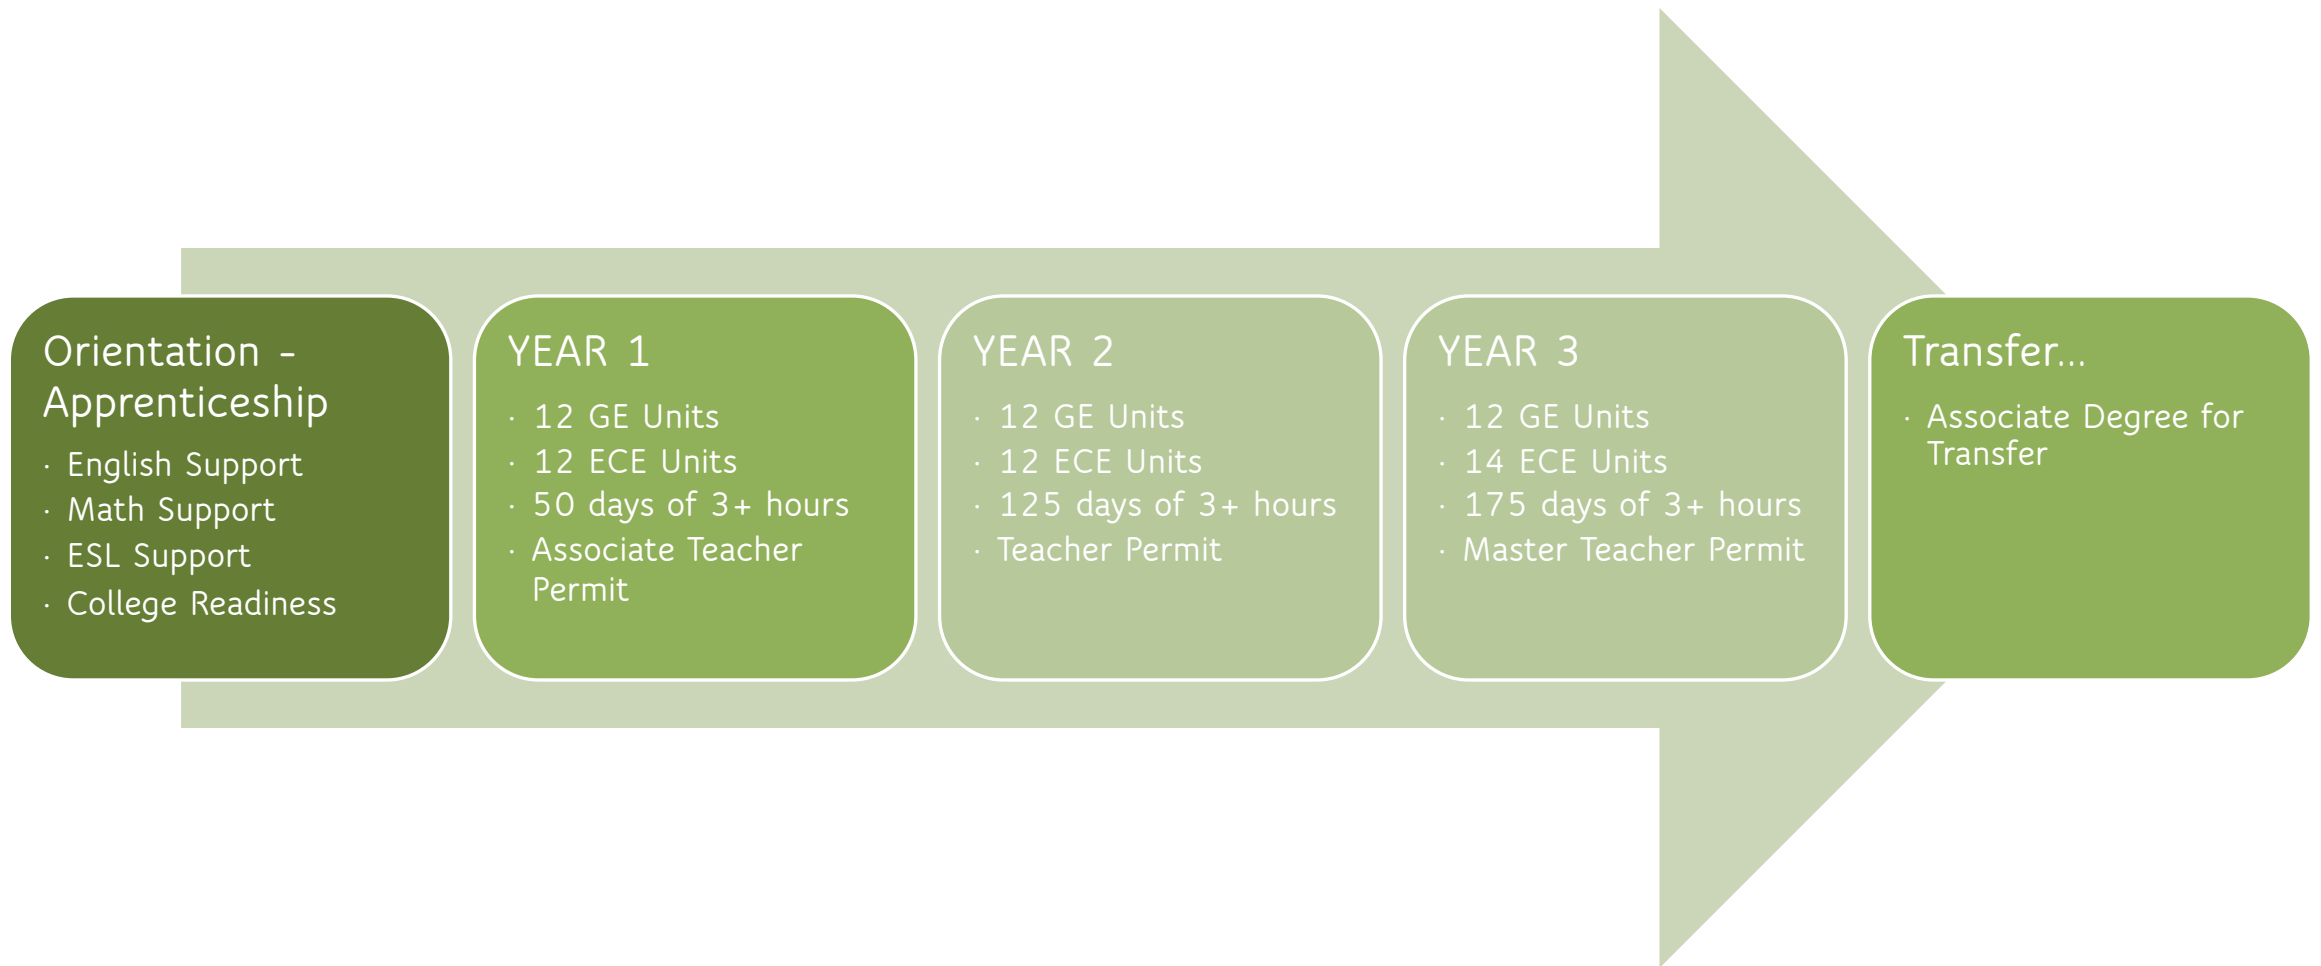 Orientation -
Apprenticeship
· English Support
· Math Support
· ESL Support
· College Readiness
YEAR 1
· 12 GE Units
· 12 ECE Units
· 50 days of 3+ hours
· Associate Teacher
Permit
YEAR 2
· 12 GE Units
· 12 ECE Units
· 125 days of 3+ hours
· Teacher Permit
YEAR 3
· 12 GE Units
· 14 ECE Units
· 175 days of 3+ hours
· Master Teacher Permit
Transfer...
· Associate Degree for
Transfer